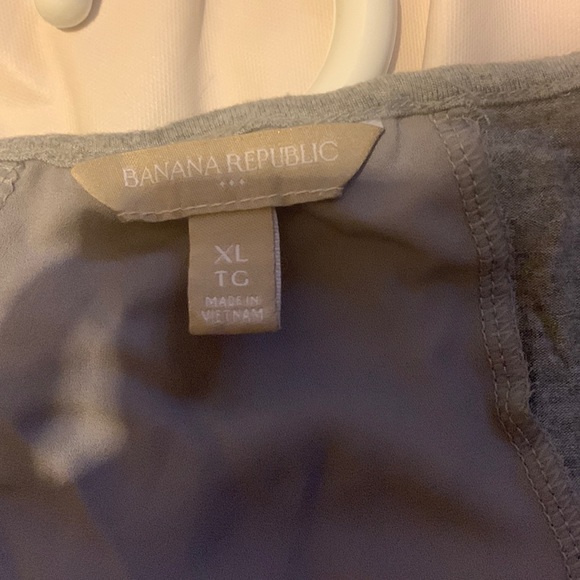 BANANA REPUBLIC
XL
TG
MADE IN
VIETNAM